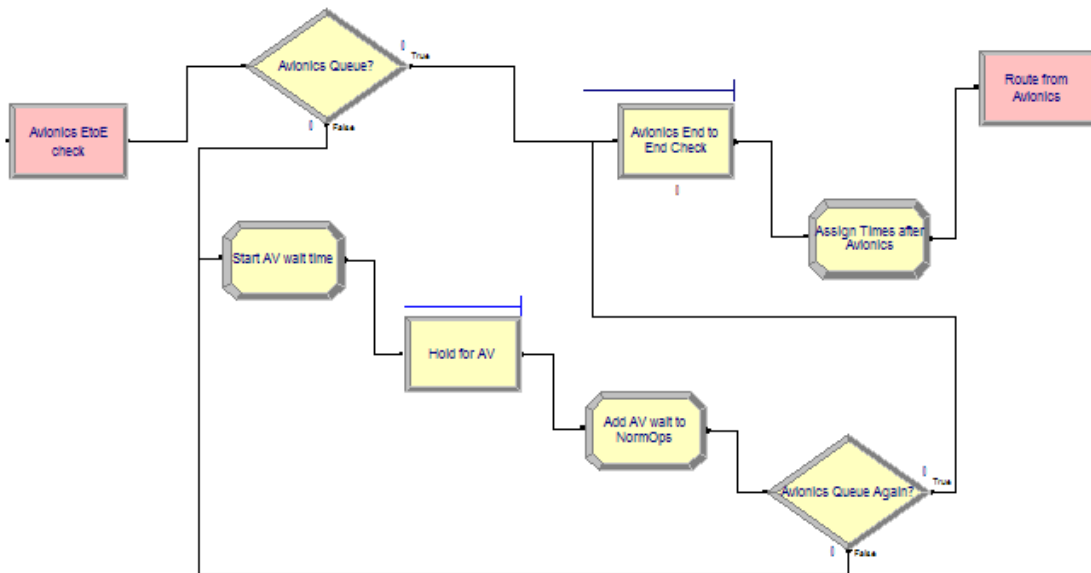 Avionics Queue?
True
False
Avionics EtoE
check
Avionics End to
End Check
Route from
Avionics
Assign Times after
Avionics
Start AV wait time
Hold for AV
Add AV wait to
NormOps
Avionics Queue Again?
True
False